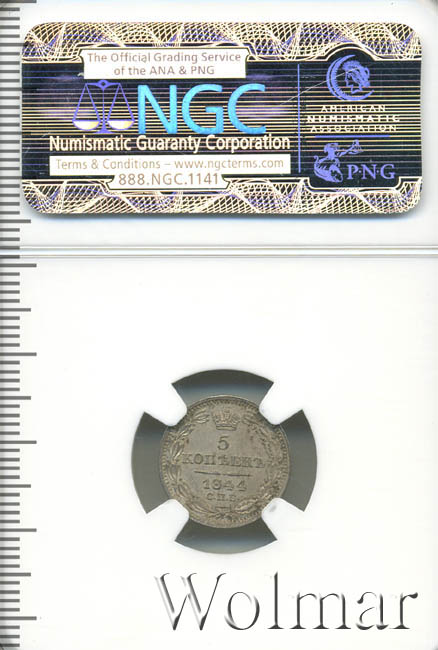 The Official Grading Service
of the ANA & PNG
NGC
Numismatic Guaranty Corporation
Terms & Conditions – www.ngcterms.com
888.NGC.1141
AMERICAN
NUMISMATIC
ASSOCIATION
PNG
5
КОПѢЕКЪ
1844
С.П.Б.
Wolmar